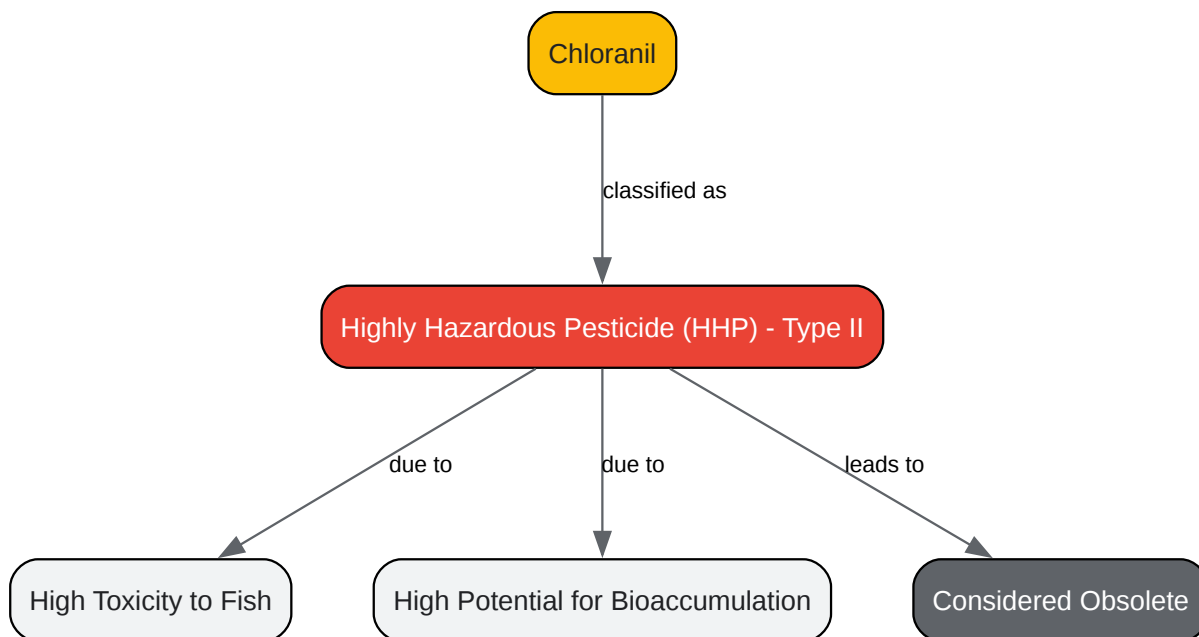 Chloranil
classified as
Highly Hazardous Pesticide (HHP) - Type II
due to
due to
leads to
High Toxicity to Fish
High Potential for Bioaccumulation
Considered Obsolete